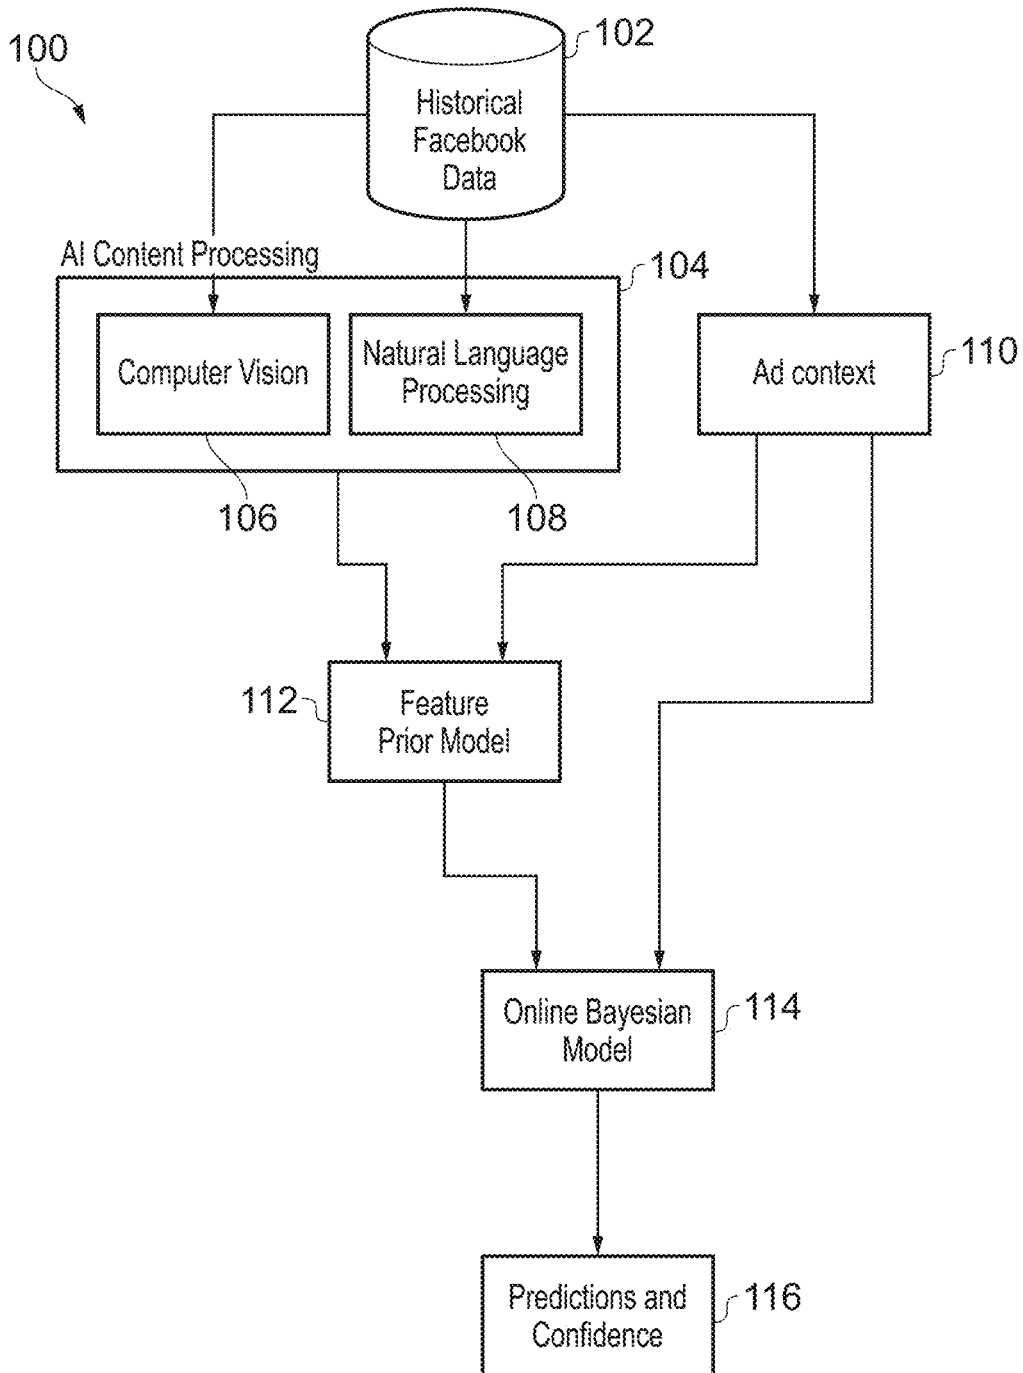 100
102
Historical
Facebook
Data
AI Content Processing
104
Computer Vision
Natural Language
Processing
Ad context
110
106
108
112
Feature
Prior Model
Online Bayesian
Model
114
Predictions and
Confidence
116